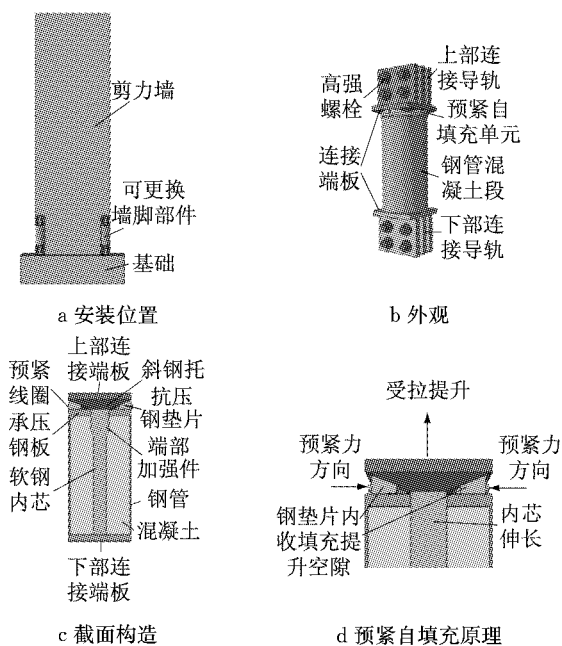 剪力墙
可更换
墙脚部件
基础
a 安装位置
高强
螺栓
连接
端板
上部连
接导轨
预紧自
填充单元
钢管混
凝土段
下部连
接导轨
b 外观
上部连
接端板
预紧
线圈
承压
钢板
软钢
内芯
斜钢托
抗压
钢垫片
端部
加强件
钢管
混凝土
下部连
接端板
c 截面构造
受拉提升
预紧力
方向
预紧力
方向
钢垫片内
收填充提
升空隙
内芯
伸长
d 预紧自填充原理